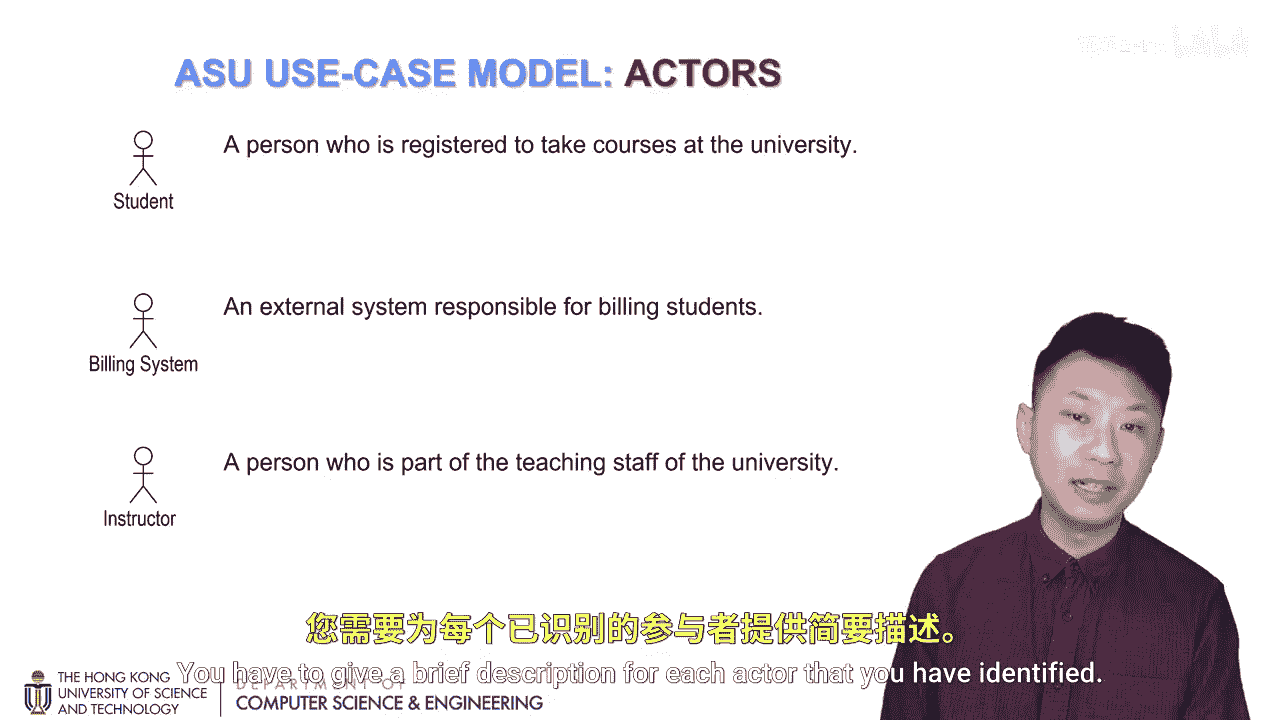 ASU USE-CASE MODEL: ACTORS
A person who is registered to take courses at the university.
Student
An external system responsible for billing students.
Billing System
A person who is part of the teaching staff of the university.
Instructor
您需要为每个已识别的参与者提供简要描述。
You have to give a brief description for each actor that you have identified.
THE HONG KONG
UNIVERSITY OF SCIENCE
AND TECHNOLOGY
DEPARTMENT OF
COMPUTER SCIENCE & ENGINEERING